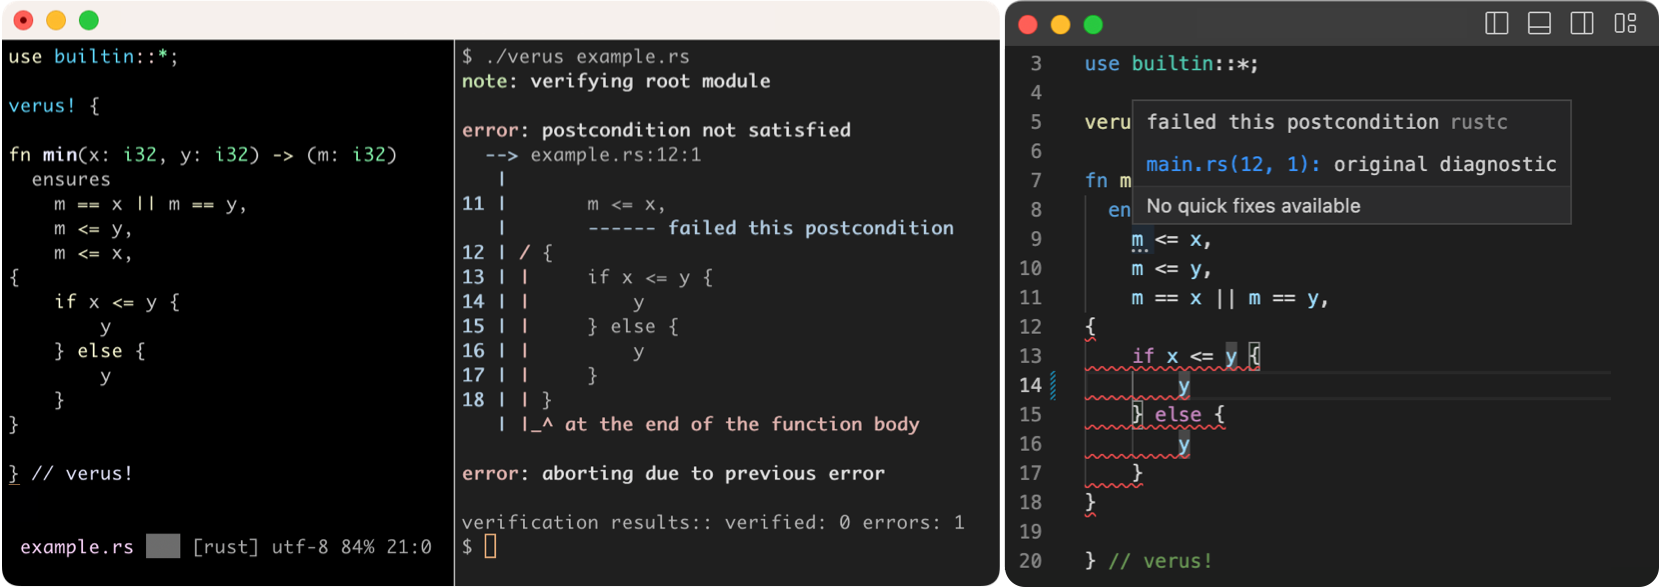 use builtin::*;
verus! {
fn min(x: i32, y: i32) -> (m: i32)
ensures
m == x || m == y,
m <= y,
m <= x,
{
if x <= y {
y
} else {
y
}
}
} // verus!
example.rs [rust] utf-8 84% 21:0
$ ./verus example.rs
note: verifying root module
error: postcondition not satisfied
--> example.rs:12:1
|
11 | m <= x,
| ------ failed this postcondition
12 | / {
13 | | if x <= y {
14 | | y
15 | | } else {
16 | | y
17 | | }
18 | | }
| |_^ at the end of the function body
error: aborting due to previous error
verification results:: verified: 0 errors: 1
$
3 use builtin::*;
4
5 veru
failed this postcondition rustc
6
main.rs(12, 1): original diagnostic
7 fn m
8 en
No quick fixes available
9 m <= x,
10 m <= y,
11 m == x || m == y,
12 {
13 if x <= y {
14 y
15 } else {
16 y
17 }
18 }
19
20 } // verus!